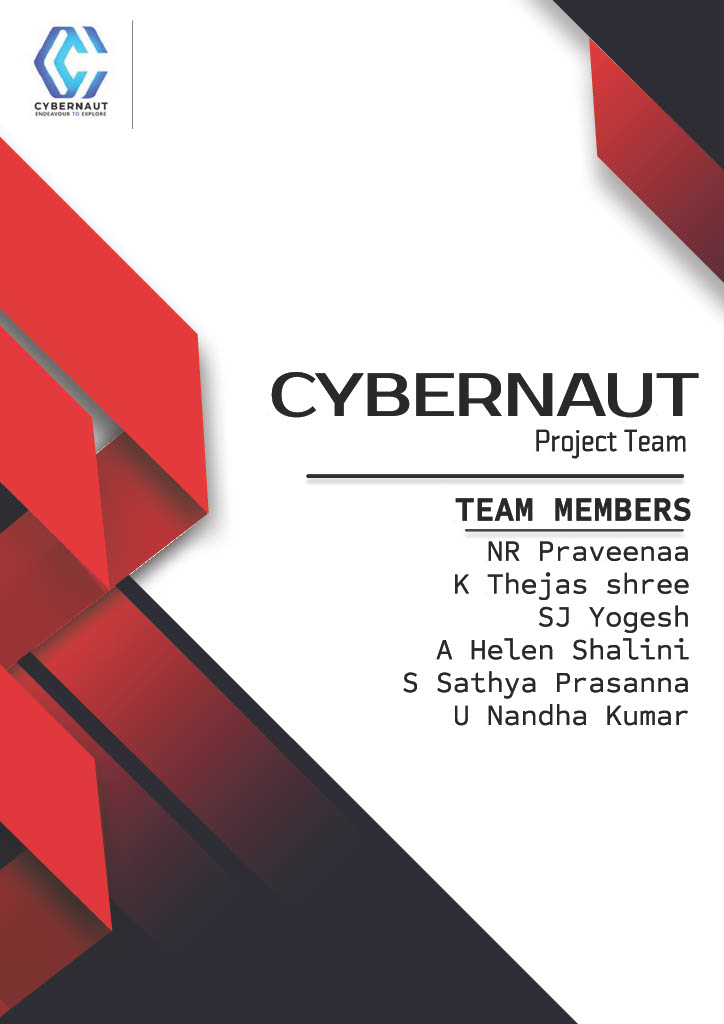 CYBERNAUT
ENDEAVOUR TO EXPLORE
CYBERNAUT
Project Team
TEAM MEMBERS
NR Praveenaa
K Thejas shree
SJ Yogesh
A Helen Shalini
S Sathya Prasanna
U Nandha Kumar